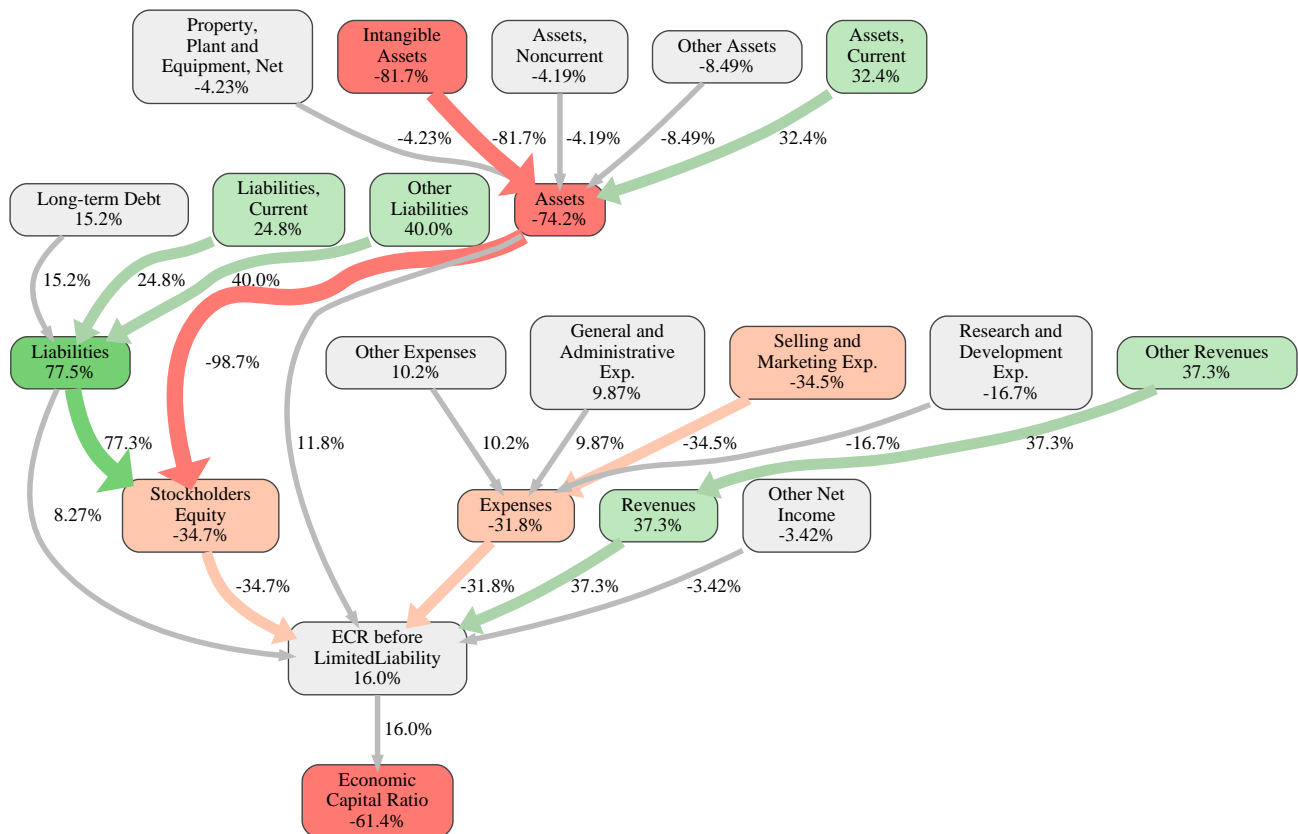 Property,
Plant and
Equipment, Net
-4.23%
Intangible
Assets
-81.7%
Assets,
Noncurrent
-4.19%
Other Assets
-8.49%
Assets,
Current
32.4%
-4.23%
-81.7%
-4.19%
-8.49%
32.4%
Long-term Debt
15.2%
Liabilities,
Current
24.8%
Other
Liabilities
40.0%
Assets
-74.2%
15.2%
24.8%
40.0%
Liabilities
77.5%
-98.7%
Other Expenses
10.2%
General and
Administrative
Exp.
9.87%
Selling and
Marketing Exp.
-34.5%
Research and
Development
Exp.
-16.7%
Other Revenues
37.3%
77.3%
11.8%
10.2%
9.87%
-34.5%
-16.7%
37.3%
8.27%
Stockholders
Equity
-34.7%
Expenses
-31.8%
Revenues
37.3%
Other Net
Income
-3.42%
-34.7%
-31.8%
37.3%
-3.42%
ECR before
LimitedLiability
16.0%
16.0%
Economic
Capital Ratio
-61.4%